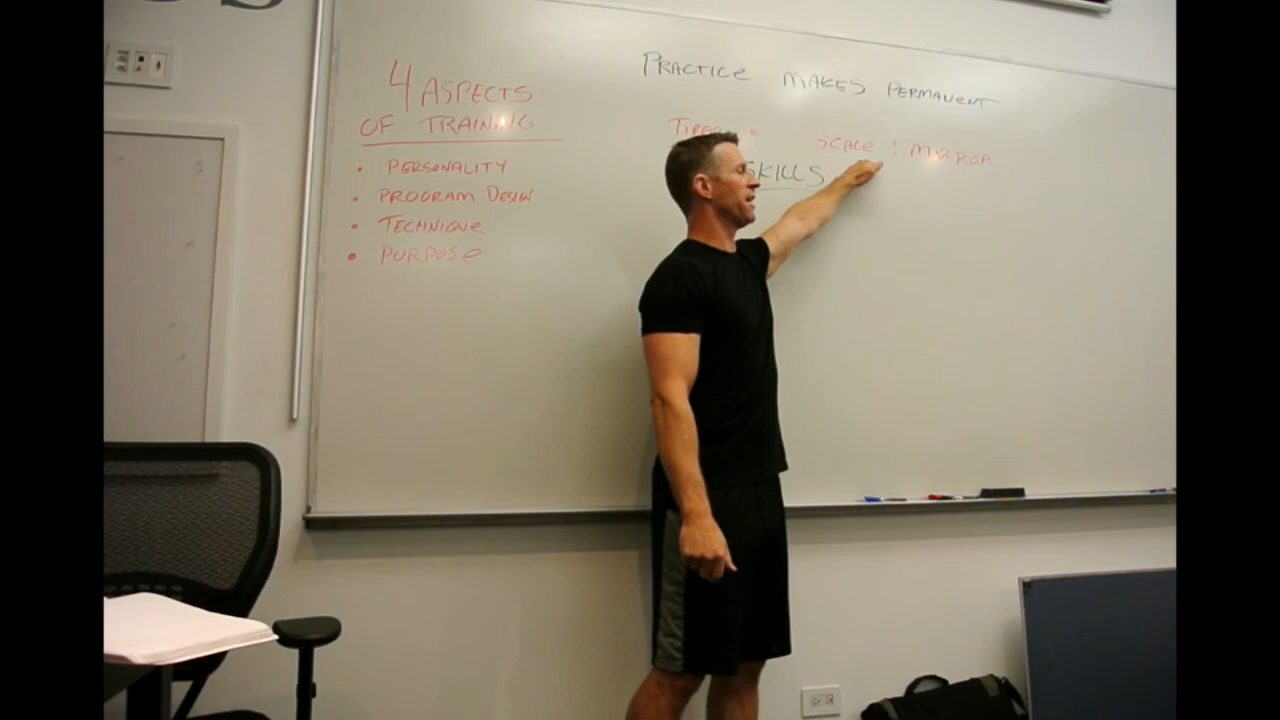 4 ASPECTS
OF TRAINING
• PERSONALITY
• PROGRAM DESIGN
• TECHNIQUE
• PURPOSE
PRACTICE MAKES PERMANENT
SCALE : MIRROR
SKILLS